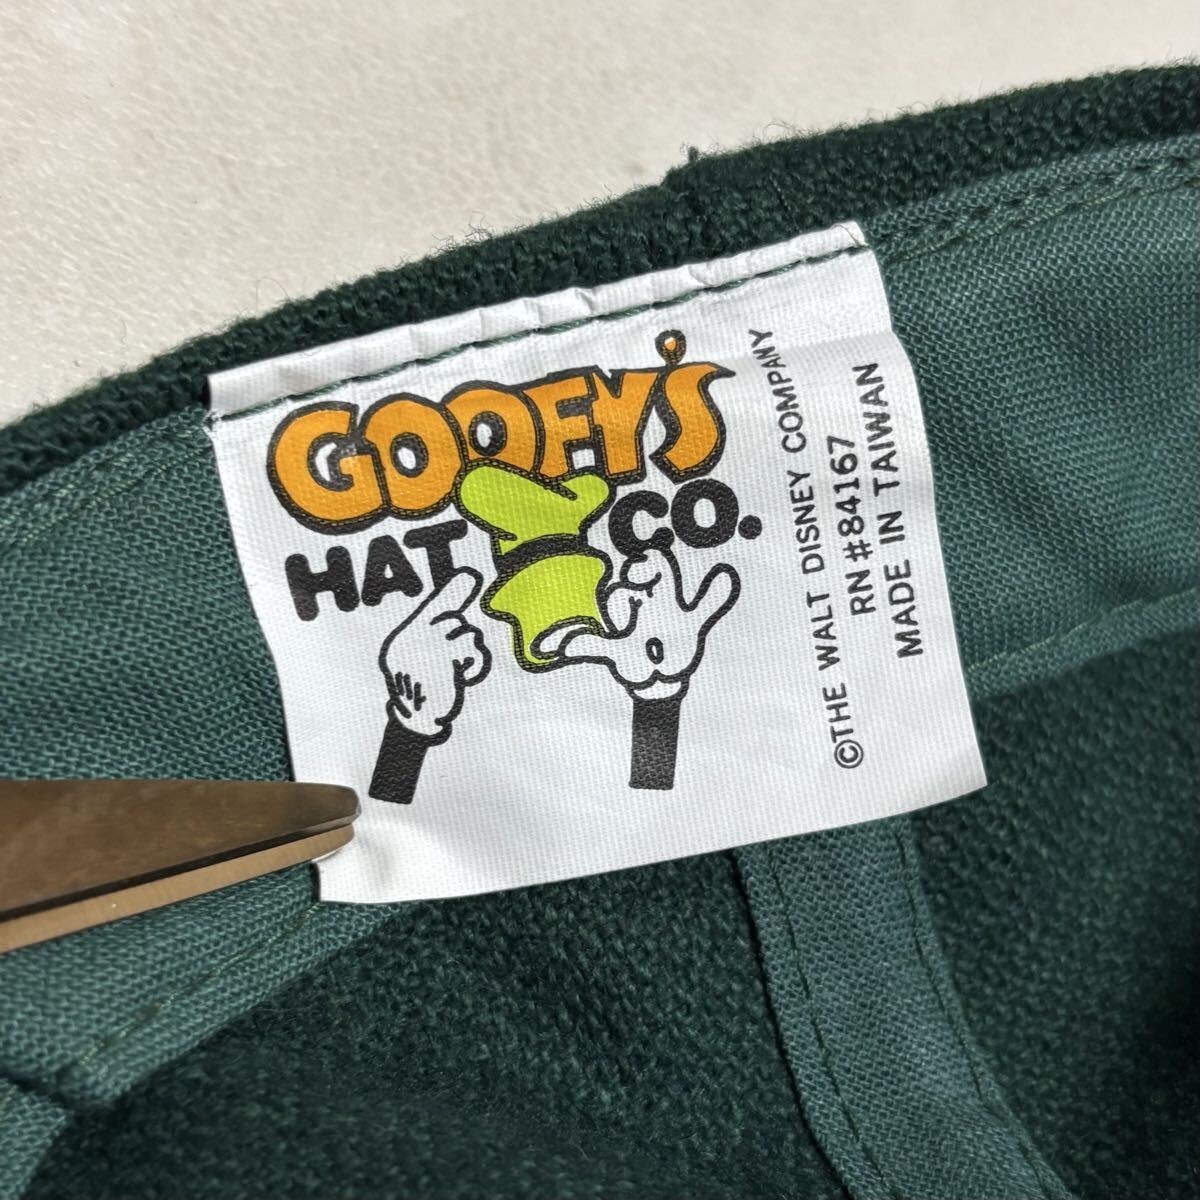 GOOFY'S
HAT CO.
©THE WALT DISNEY COMPANY
RN#84167
MADE IN TAIWAN